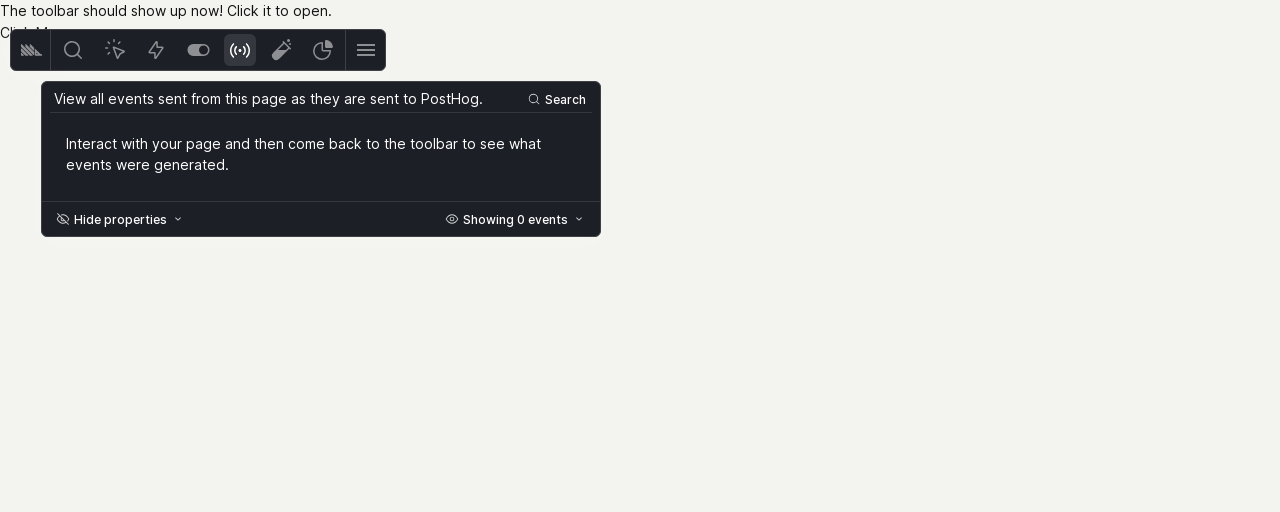 The toolbar should show up now! Click it to open.
View all events sent from this page as they are sent to PostHog.
Search
Interact with your page and then come back to the toolbar to see what
events were generated.
Hide properties
Showing 0 events